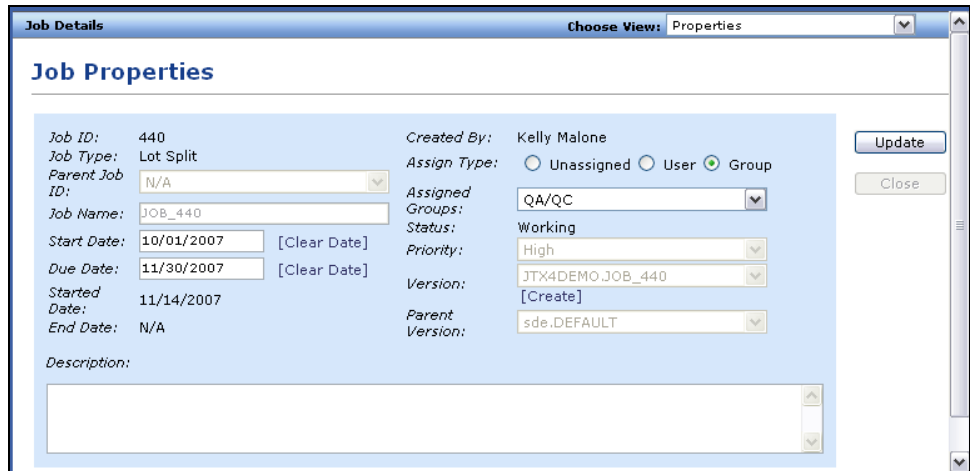 Job Details
Choose View: Properties
Job Properties
Job ID: 440
Job Type: Lot Split
Parent Job ID: N/A
Job Name: JOB_440
Start Date: 10/01/2007 [Clear Date]
Due Date: 11/30/2007 [Clear Date]
Started Date: 11/14/2007
End Date: N/A
Created By: Kelly Malone
Assign Type: Unassigned User Group
Assigned Groups: QA/QC
Status: Working
Priority: High
Version: JTX4DEMO.JOB_440
[Create]
Parent Version: sde.DEFAULT
Update
Close
Description: